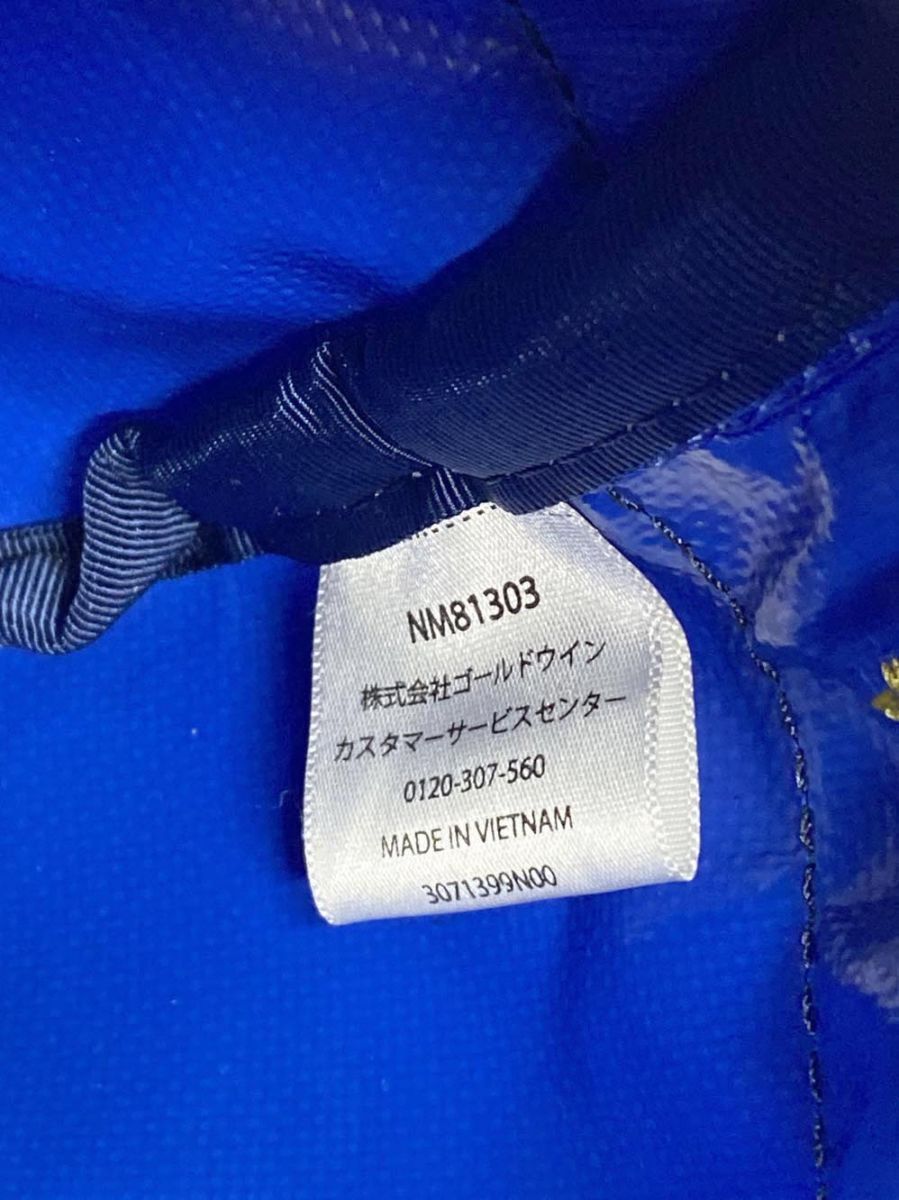 NM81303
株式会社ゴールドウイン
カスタマーサービスセンター
0120-307-560
MADE IN VIETNAM
3071399N00